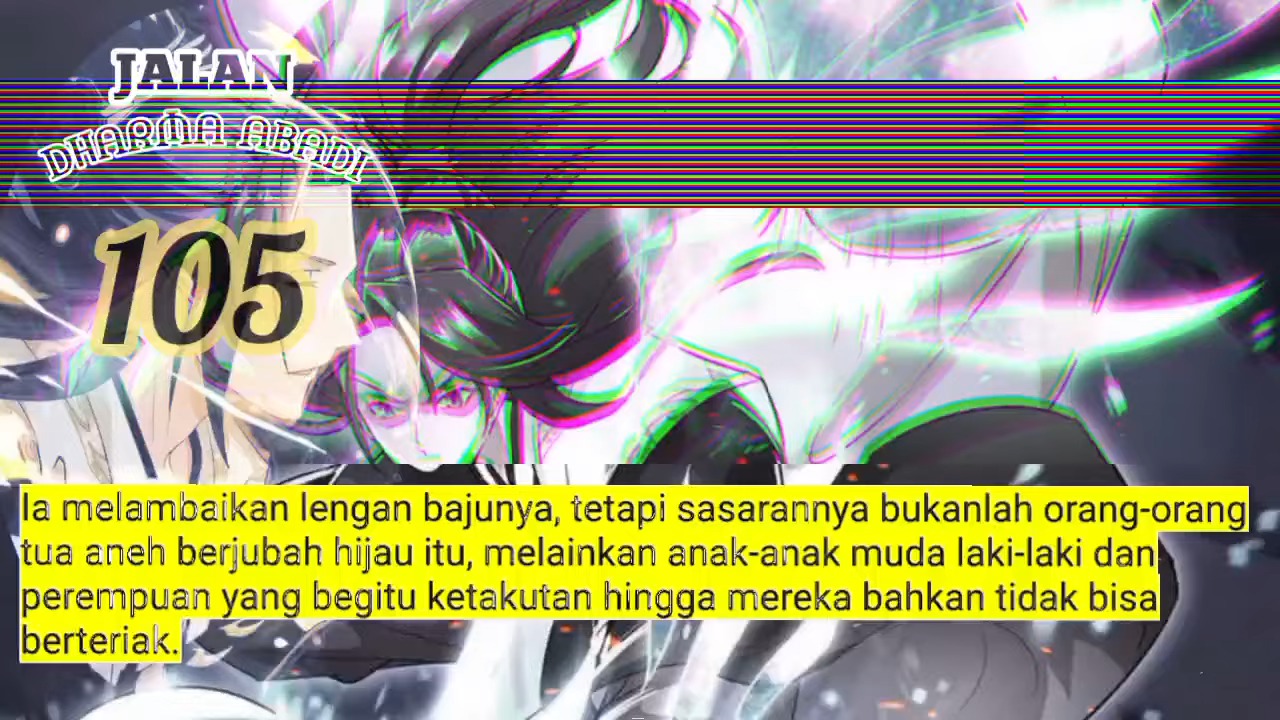 JALAN
DHARMA ABADI
105
Ia melambaikan lengan bajunya, tetapi sasarannya bukanlah orang-orang
tua aneh berjubah hijau itu, melainkan anak-anak muda laki-laki dan
perempuan yang begitu ketakutan hingga mereka bahkan tidak bisa
berteriak.